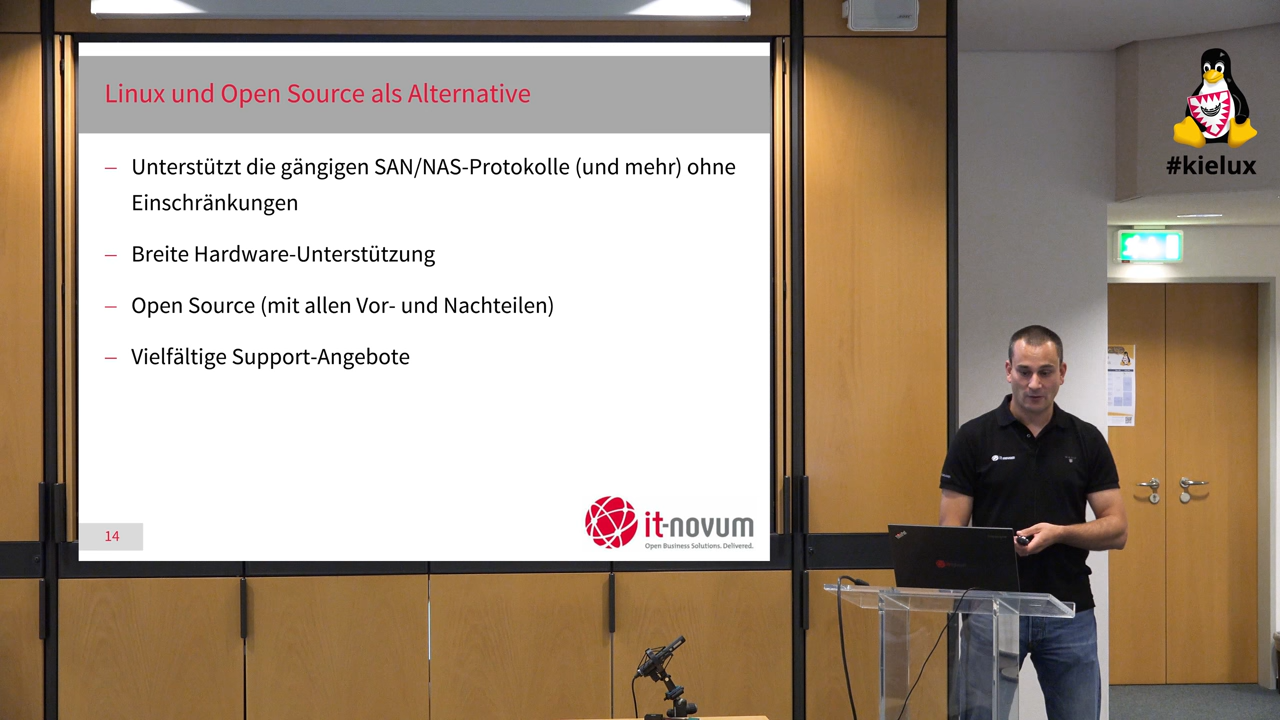 Linux und Open Source als Alternative
– Unterstützt die gängigen SAN/NAS-Protokolle (und mehr) ohne
Einschränkungen
– Breite Hardware-Unterstützung
– Open Source (mit allen Vor- und Nachteilen)
– Vielfältige Support-Angebote
14
it-novum
Open Business Solutions. Delivered.
#kielux